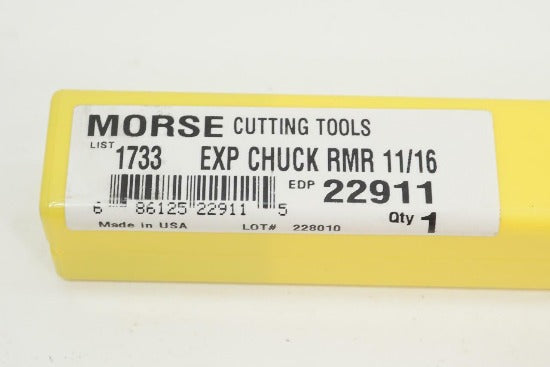 MORSE CUTTING TOOLS
LIST 1733 EXP CHUCK RMR 11/16
EDP 22911
6 86125 22911 5
Qty 1
Made in USA LOT# 228010